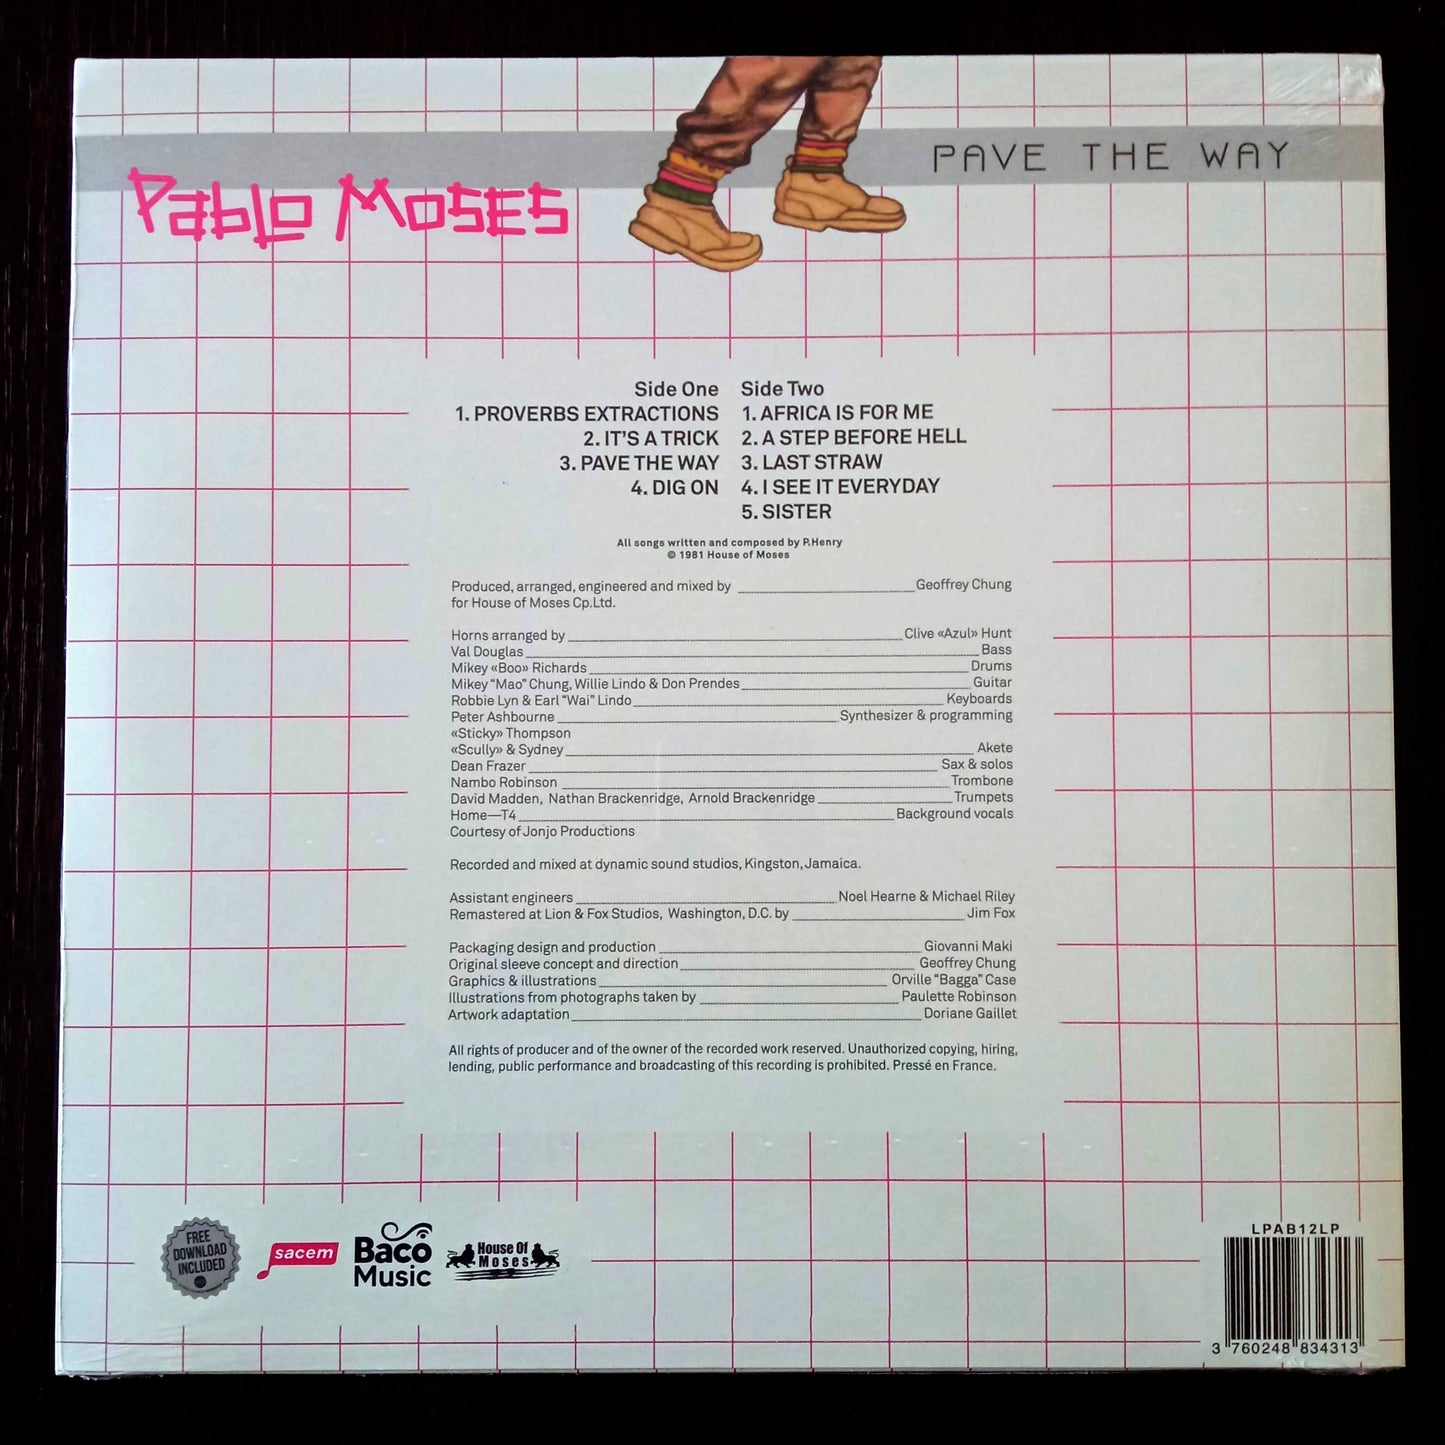 PAVE THE WAY
Pablo Moses
Side One
1. PROVERBS EXTRACTIONS
2. IT'S A TRICK
3. PAVE THE WAY
4. DIG ON
Side Two
1. AFRICA IS FOR ME
2. A STEP BEFORE HELL
3. LAST STRAW
4. I SEE IT EVERYDAY
5. SISTER
All songs written and composed by P.Henry
© 1981 House of Moses
Produced, arranged, engineered and mixed by Geoffrey Chung
for House of Moses Cp.Ltd.
Horns arranged by Clive «Azul» Hunt
Val Douglas Bass
Mikey «Boo» Richards Drums
Mikey “Mao” Chung, Willie Lindo & Don Prendes Guitar
Robbie Lyn & Earl “Wai” Lindo Keyboards
Peter Ashbourne Synthesizer & programming
«Sticky» Thompson
«Scully» & Sydney Akete
Dean Frazer Sax & solos
Nambo Robinson Trombone
David Madden, Nathan Brackenridge, Arnold Brackenridge Trumpets
Home—T4 Background vocals
Courtesy of Jonjo Productions
Recorded and mixed at dynamic sound studios, Kingston, Jamaica.
Assistant engineers Noel Hearne & Michael Riley
Remastered at Lion & Fox Studios, Washington, D.C. by Jim Fox
Packaging design and production Giovanni Maki
Original sleeve concept and direction Geoffrey Chung
Graphics & illustrations Orville “Bagga” Case
Illustrations from photographs taken by Paulette Robinson
Artwork adaptation Doriane Gaillet
All rights of producer and of the owner of the recorded work reserved. Unauthorized copying, hiring,
lending, public performance and broadcasting of this recording is prohibited. Pressé en France.
FREE
DOWNLOAD
INCLUDED
sacem
Baco
Music
House Of
Moses
LPAB12LP
3 760248 834313